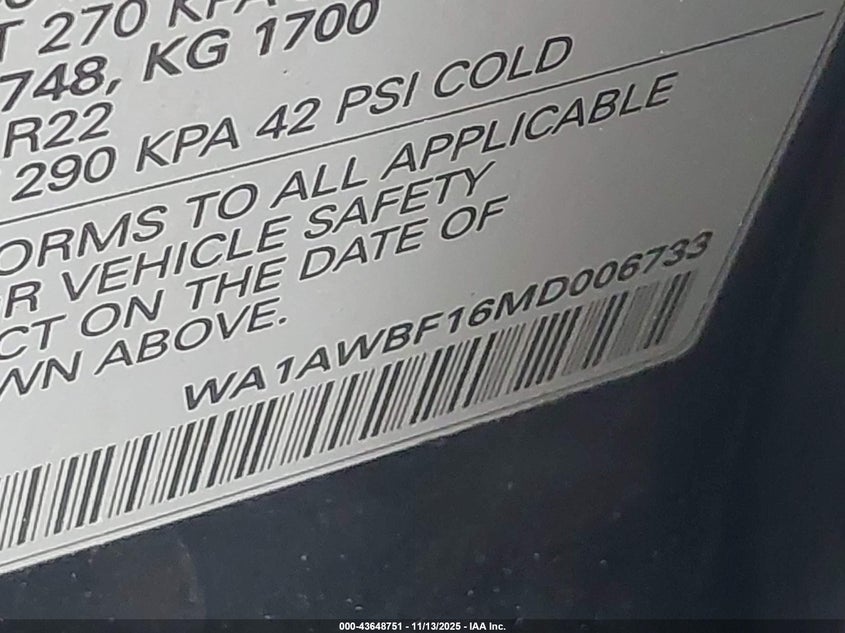 T 270 KPA
748, KG 1700
R22
290 KPA 42 PSI COLD
ORMS TO ALL APPLICABLE
R VEHICLE SAFETY
CT ON THE DATE OF
WN ABOVE.
WA1AWBF16MD006733
000-43648751 - 11/13/2025 - IAA Inc.